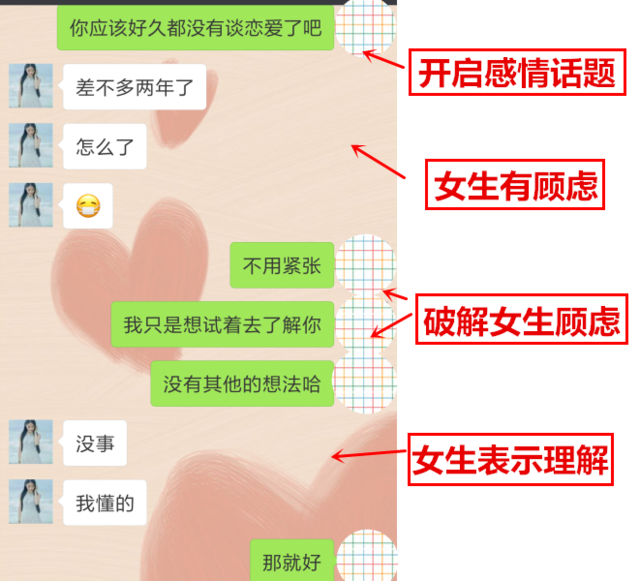 你应该好久都没有谈恋爱了吧
开启感情话题
差不多两年了
怎么了
女生有顾虑
不用紧张
我只是想试着去了解你
破解女生顾虑
没有其他的想法哈
没事
女生表示理解
我懂的
那就好